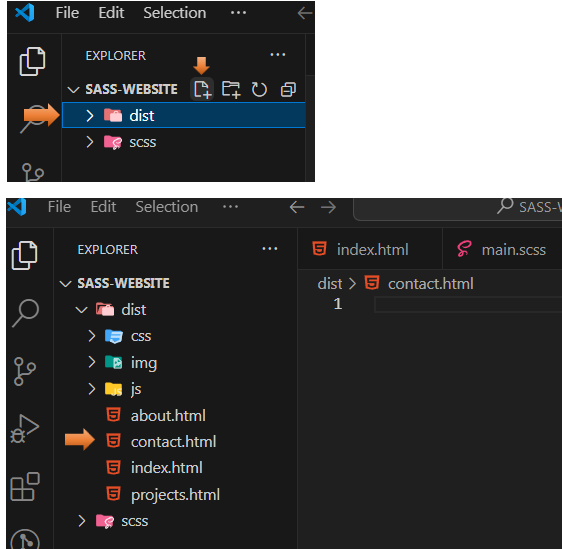 File Edit Selection ···
EXPLORER ···
SASS-WEBSITE
dist
scss
File Edit Selection ···
SASS-W
EXPLORER ···
index.html main.scss
SASS-WEBSITE
dist > contact.html
dist
1
css
img
js
about.html
contact.html
index.html
projects.html
scss